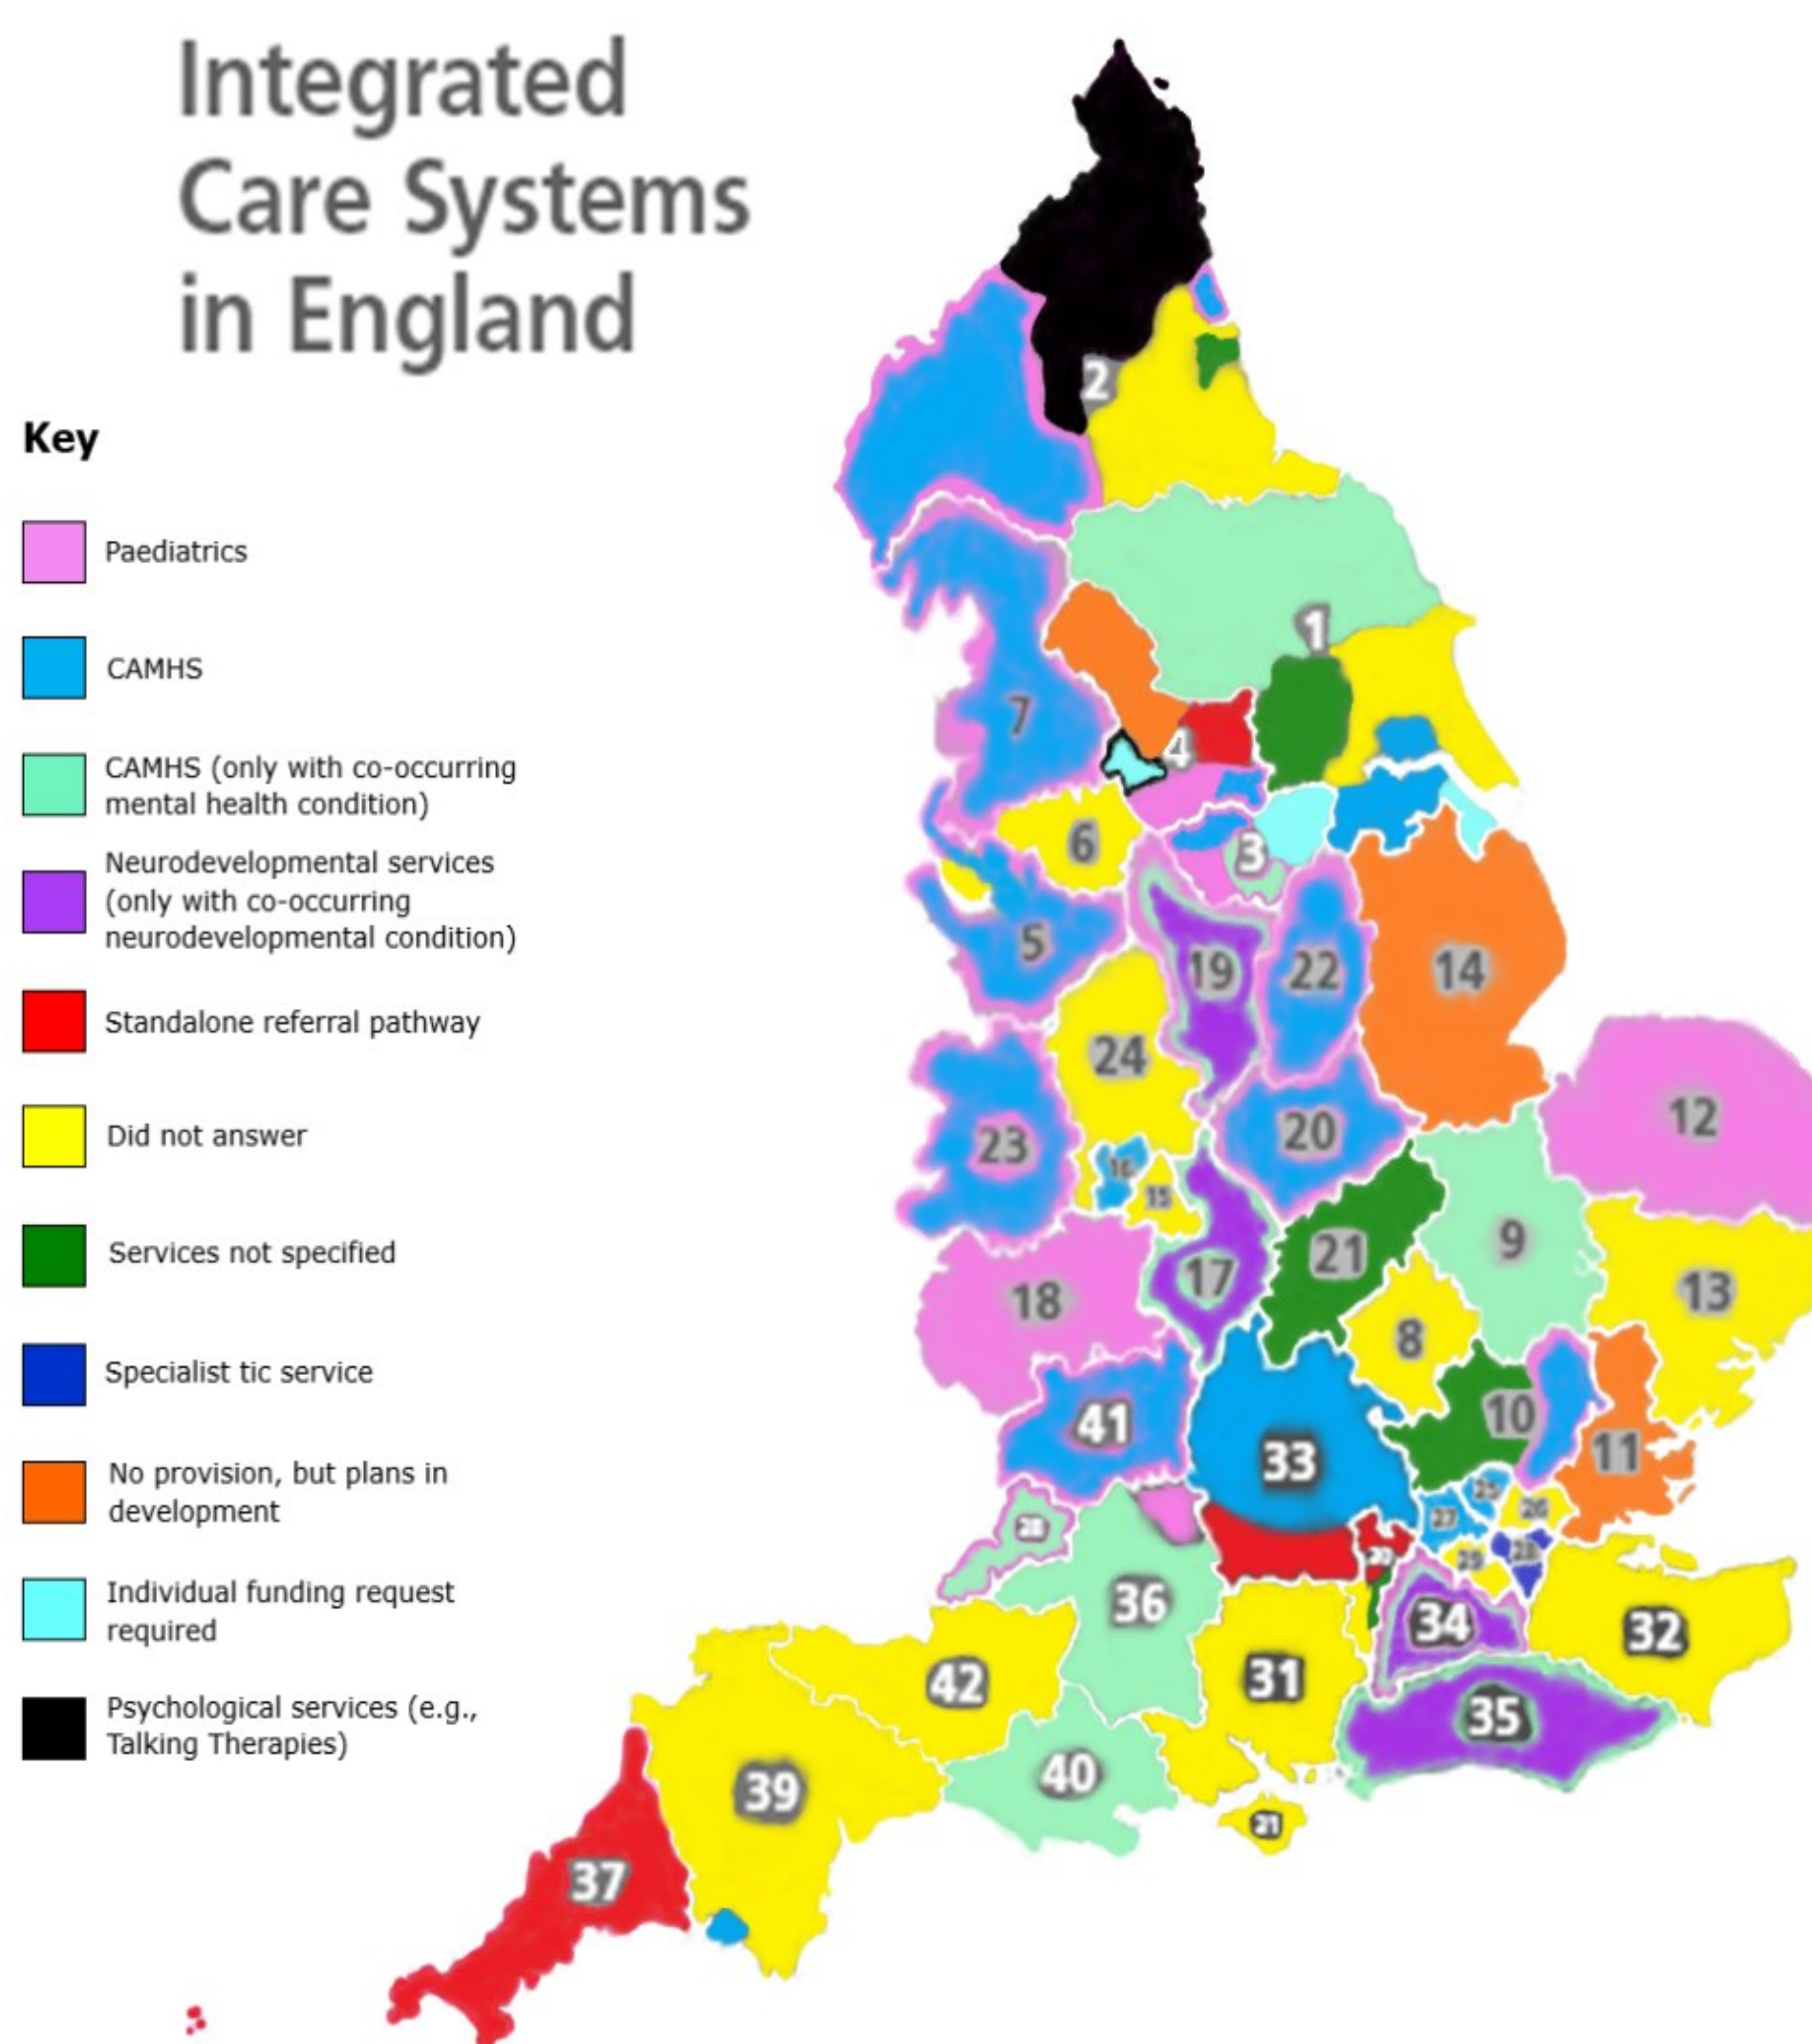 Integrated
Care Systems
in England
Key
Paediatrics
CAMHS
CAMHS (only with co-occurring
mental health condition)
Neurodevelopmental services
(only with co-occurring
neurodevelopmental condition)
Standalone referral pathway
Did not answer
Services not specified
Specialist tic service
No provision, but plans in
development
Individual funding request
required
Psychological services (e.g.,
Talking Therapies)
2
1
7
4
6
3
5
19
22
14
24
12
23
20
16
15
9
21
17
18
13
8
10
41
11
33
25
26
27
28
29
36
34
32
31
42
35
40
39
37